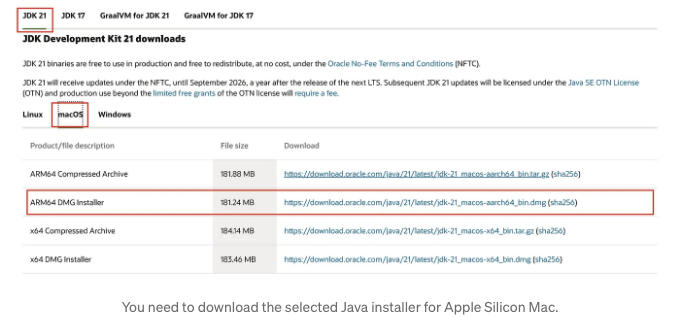 JDK 21 JDK 17 GraalVM for JDK 21 GraalVM for JDK 17
JDK Development Kit 21 downloads
JDK 21 binaries are free to use in production and free to redistribute, at no cost, under the Oracle No-Fee Terms and Conditions (NFTC).
JDK 21 will receive updates under the NFTC, until September 2026, a year after the release of the next LTS. Subsequent JDK 21 updates will be licensed under the Java SE OTN License
(OTN) and production use beyond the limited free grants of the OTN license will require a fee.
Linux macOS Windows
Product/file description File size Download
ARM64 Compressed Archive 181.88 MB https://download.oracle.com/java/21/latest/jdk-21_macos-aarch64_bin.tar.gz (sha256)
ARM64 DMG Installer 181.24 MB https://download.oracle.com/java/21/latest/jdk-21_macos-aarch64_bin.dmg (sha256)
x64 Compressed Archive 184.14 MB https://download.oracle.com/java/21/latest/jdk-21_macos-x64_bin.tar.gz (sha256)
x64 DMG Installer 183.46 MB https://download.oracle.com/java/21/latest/jdk-21_macos-x64_bin.dmg (sha256)
You need to download the selected Java installer for Apple Silicon Mac.